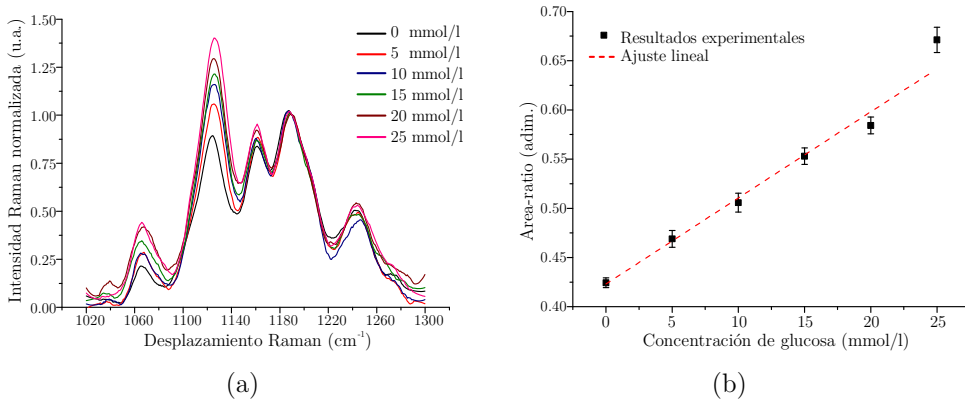 Intensidad Raman normalizada (u.a.)
1.50
1.25
1.00
0.75
0.50
0.25
0.00
1020 1060 1100 1140 1180 1220 1260 1300
Desplazamiento Raman (cm-1)
0 mmol/l
5 mmol/l
10 mmol/l
15 mmol/l
20 mmol/l
25 mmol/l
(a)
Area-ratio (adim.)
0.70
0.65
0.60
0.55
0.50
0.45
0.40
0 5 10 15 20 25
Concentración de glucosa (mmol/l)
Resultados experimentales
Ajuste lineal
(b)